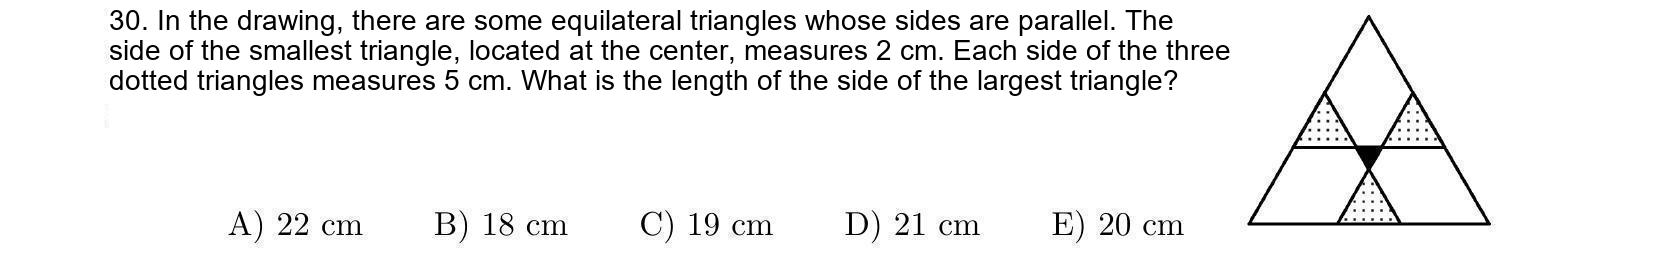 30. In the drawing, there are some equilateral triangles whose sides are parallel. The
side of the smallest triangle, located at the center, measures 2 cm. Each side of the three
dotted triangles measures 5 cm. What is the length of the side of the largest triangle?
A) 22 cm B) 18 cm C) 19 cm D) 21 cm E) 20 cm